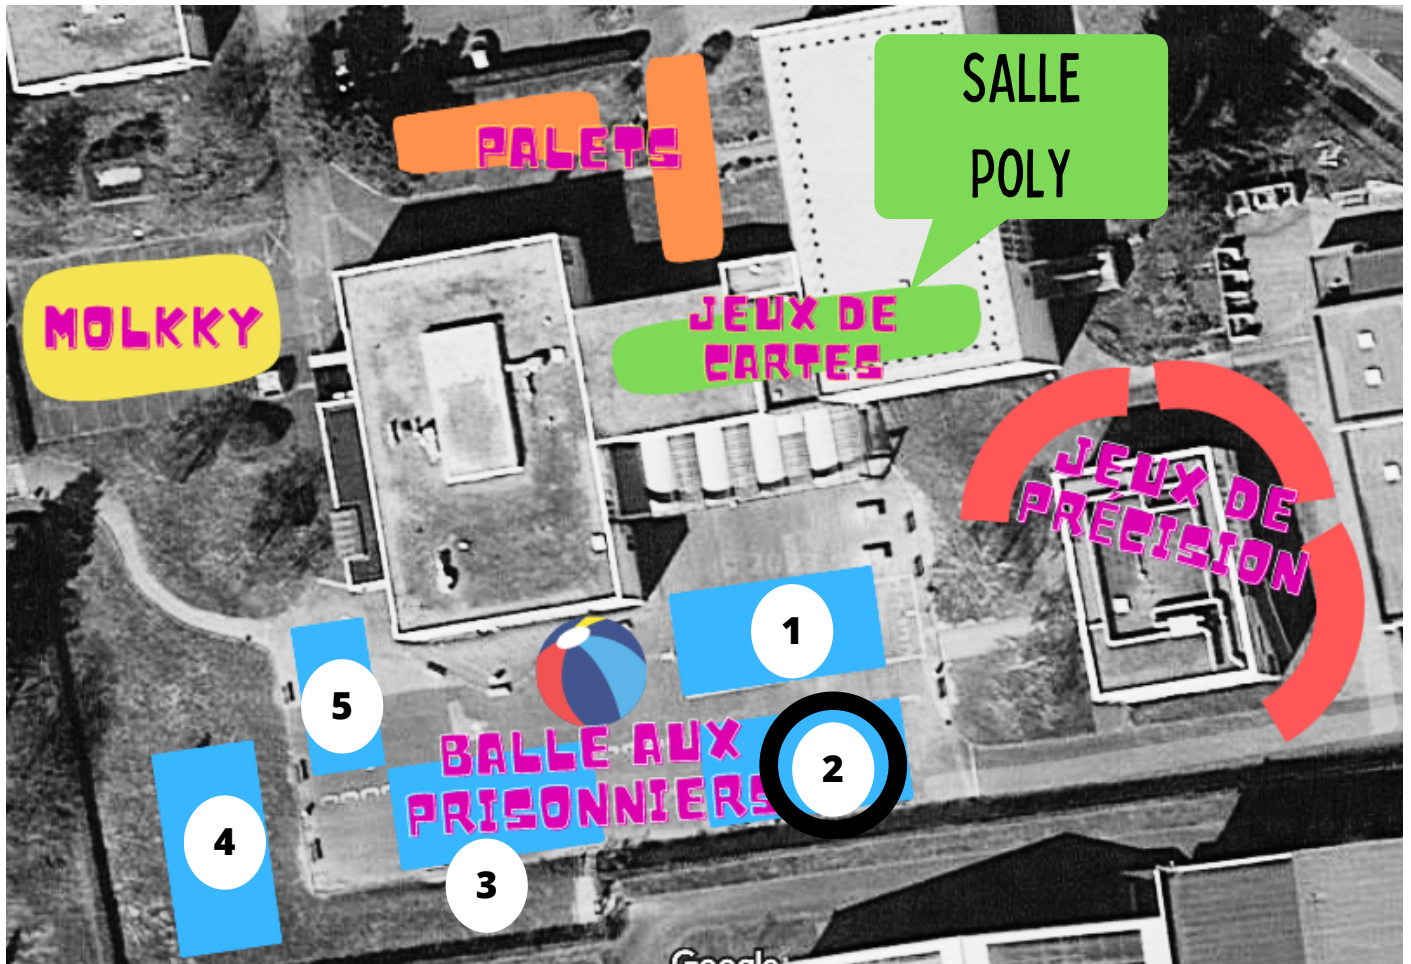 SALLE
POLY
PALETS
MOLKKY
JEUX DE
CARTES
JEUX DE
PRÉCISION
1
5
BALLE AUX
PRISONNIERS
2
4
3
Google